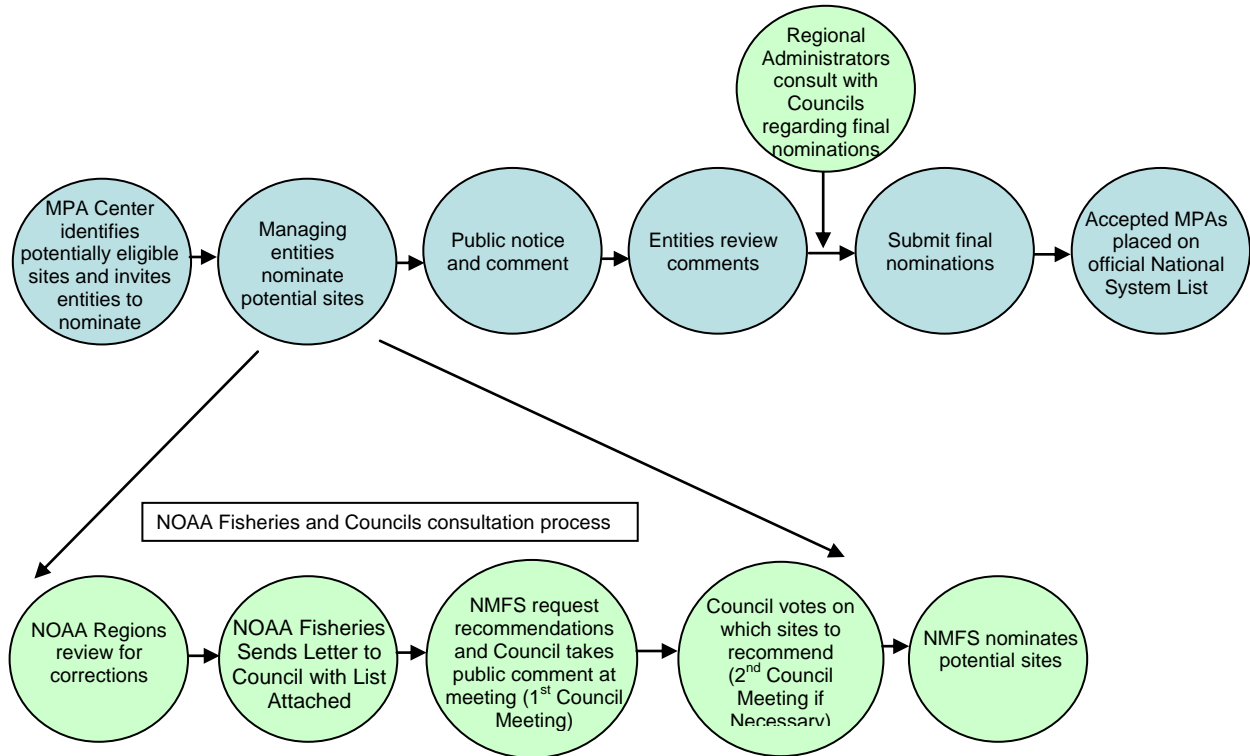 Regional
Administrators
consult with
Councils
regarding final
nominations
MPA Center
identifies
potentially eligible
sites and invites
entities to
nominate
Managing
entities
nominate
potential sites
Public notice
and comment
Entities review
comments
Submit final
nominations
Accepted MPAs
placed on
official National
System List
NOAA Fisheries and Councils consultation process
NOAA Regions
review for
corrections
NOAA Fisheries
Sends Letter to
Council with List
Attached
NMFS request
recommendations
and Council takes
public comment at
meeting (1st Council
Meeting)
Council votes on
which sites to
recommend
(2nd Council
Meeting if
Necessary)
NMFS nominates
potential sites